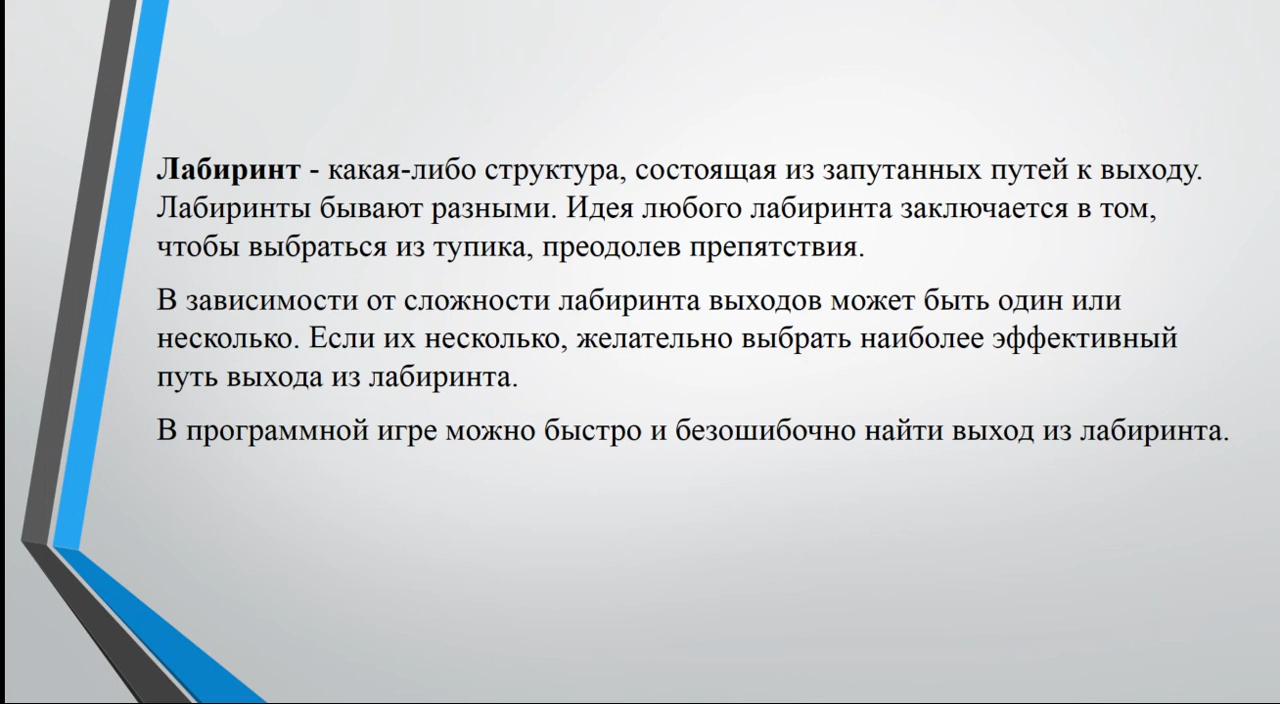 Лабиринт - какая-либо структура, состоящая из запутанных путей к выходу.
Лабиринты бывают разными. Идея любого лабиринта заключается в том,
чтобы выбраться из тупика, преодолев препятствия.
В зависимости от сложности лабиринта выходов может быть один или
несколько. Если их несколько, желательно выбрать наиболее эффективный
путь выхода из лабиринта.
В программной игре можно быстро и безошибочно найти выход из лабиринта.